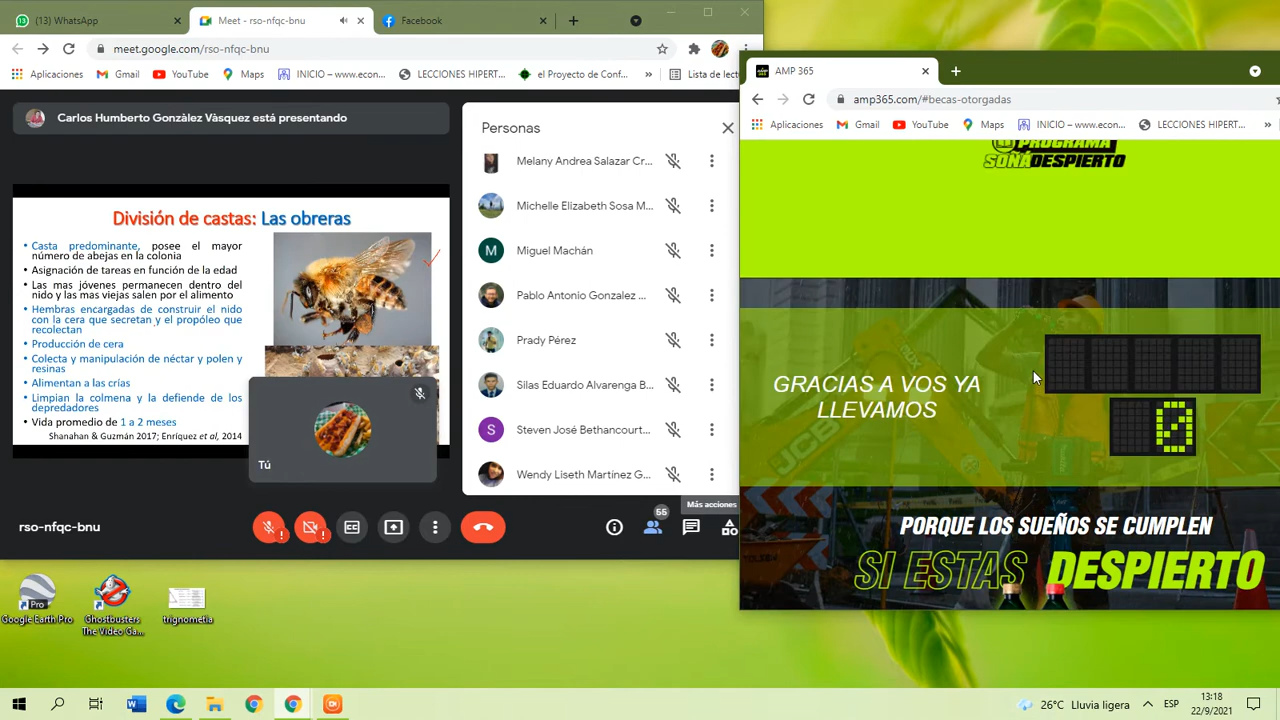 (13) WhatsApp
Meet - rso-nfqc-bnu
Facebook
meet.google.com/rso-nfqc-bnu
Aplicaciones
Gmail
YouTube
Maps
INICIO – www.econ...
LECCIONES HIPERT...
el Proyecto de Conf...
»
Lista de lect
Carlos Humberto Gonzàlez Vàsquez está presentando
División de castas: Las obreras
• Casta predominante, posee el mayor
número de abejas en la colonia
• Asignación de tareas en función de la edad
• Las mas jóvenes permanecen dentro del
nido y las mas viejas salen por el alimento
• Hembras encargadas de construir el nido
con la cera que secretan y el propóleo que
recolectan
• Producción de cera
• Colecta y manipulación de néctar y polen y
resinas
• Alimentan a las crías
• Limpian la colmena y la defiende de los
depredadores
• Vida promedio de 1 a 2 meses
Shanahan & Guzmán 2017; Enríquez et al, 2014
Tú
Personas
Melany Andrea Salazar Cr...
Michelle Elizabeth Sosa M...
M
Miguel Machán
Pablo Antonio Gonzalez ...
Prady Pérez
Silas Eduardo Alvarenga B...
S
Steven José Bethancourt...
Wendy Liseth Martínez G...
Más acciones
rso-nfqc-bnu
55
AMP 365
amp365.com/#becas-otorgadas
Aplicaciones
Gmail
YouTube
Maps
INICIO – www.econ...
LECCIONES HIPERT...
»
PROGRAMA
SOÑADESPIERTO
GRACIAS A VOS YA
LLEVAMOS
0
JCB
PORQUE LOS SUEÑOS SE CUMPLEN
SI ESTAS DESPIERTO
Pro
Google Earth Pro
Ghostbusters
The Video Ga...
trignometia
26°C Lluvia ligera
ESP
13:18
22/9/2021